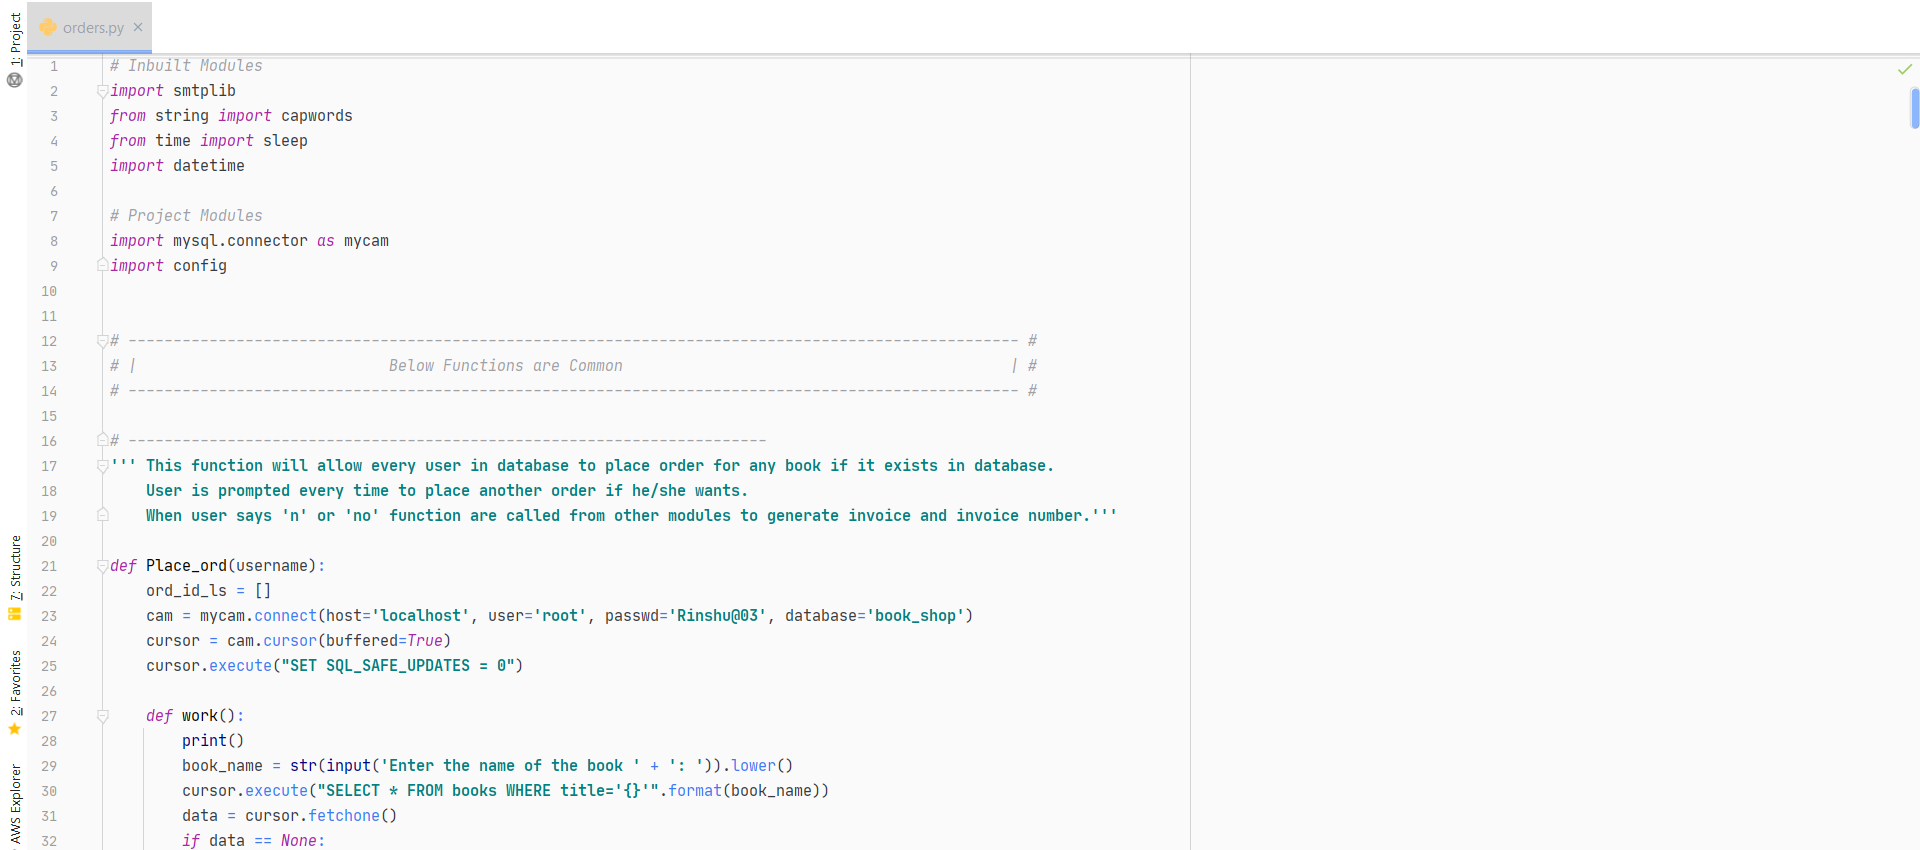 1: Project
7: Structure
2: Favorites
AWS Explorer
orders.py ×
1 # Inbuilt Modules
2 import smtplib
3 from string import capwords
4 from time import sleep
5 import datetime
6
7 # Project Modules
8 import mysql.connector as mycam
9 import config
10
11
12 # --------------------------------------------------------------------------------------------------- #
13 # |                            Below Functions are Common                                           | #
14 # --------------------------------------------------------------------------------------------------- #
15
16 # -----------------------------------------------------------------------
17 ''' This function will allow every user in database to place order for any book if it exists in database.
18     User is prompted every time to place another order if he/she wants.
19     When user says 'n' or 'no' function are called from other modules to generate invoice and invoice number.'''
20
21 def Place_ord(username):
22     ord_id_ls = []
23     cam = mycam.connect(host='localhost', user='root', passwd='Rinshu@03', database='book_shop')
24     cursor = cam.cursor(buffered=True)
25     cursor.execute("SET SQL_SAFE_UPDATES = 0")
26
27     def work():
28         print()
29         book_name = str(input('Enter the name of the book ' + ': ')).lower()
30         cursor.execute("SELECT * FROM books WHERE title='{}'".format(book_name))
31         data = cursor.fetchone()
32         if data == None: